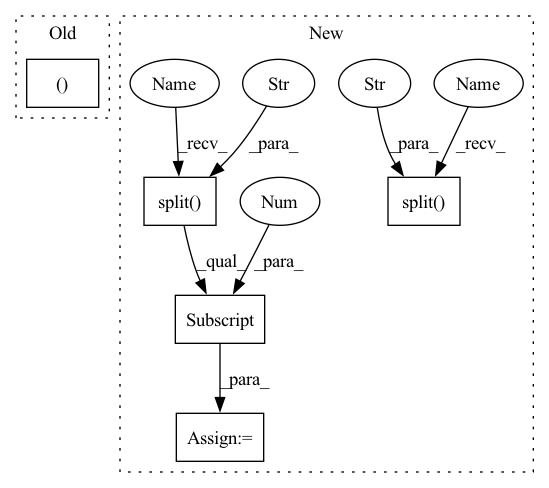 Old
New
()
Name
Str
Str
Name
_recv_
_para_
_para_
_recv_
split()
Num
split()
_qual_
_para_
Subscript
_para_
Assign:=